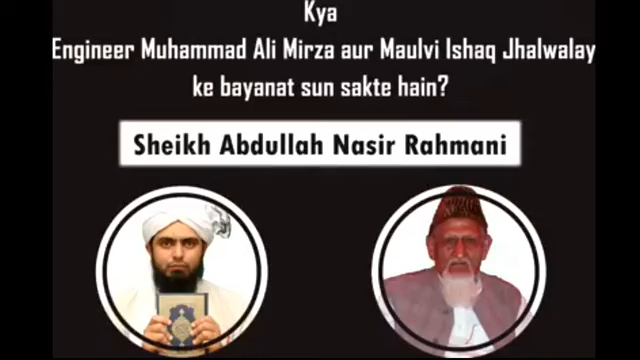 Kya
Engineer Muhammad Ali Mirza aur Maulvi Ishaq Jhalwalay
ke bayanat sun sakte hain?
Sheikh Abdullah Nasir Rahmani